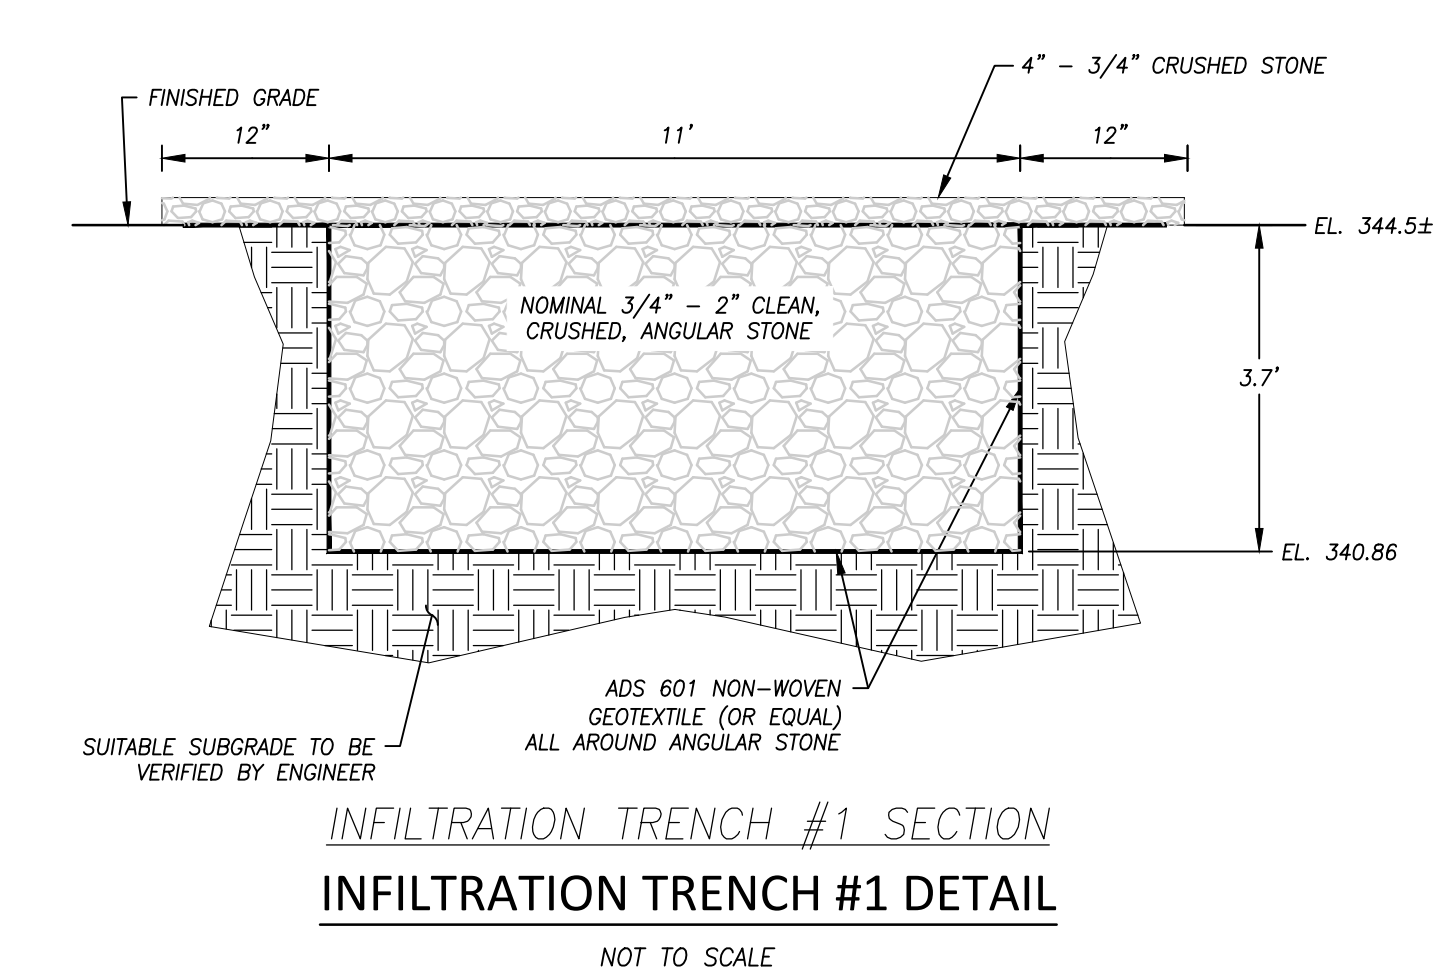 4” – 3/4” CRUSHED STONE
FINISHED GRADE
12”
11’
12”
EL. 344.5±
NOMINAL 3/4” – 2” CLEAN,
CRUSHED, ANGULAR STONE
3.7’
EL. 340.86
ADS 601 NON–WOVEN
GEOTEXTILE (OR EQUAL)
ALL AROUND ANGULAR STONE
SUITABLE SUBGRADE TO BE
VERIFIED BY ENGINEER
INFILTRATION TRENCH #1 SECTION
INFILTRATION TRENCH #1 DETAIL
NOT TO SCALE